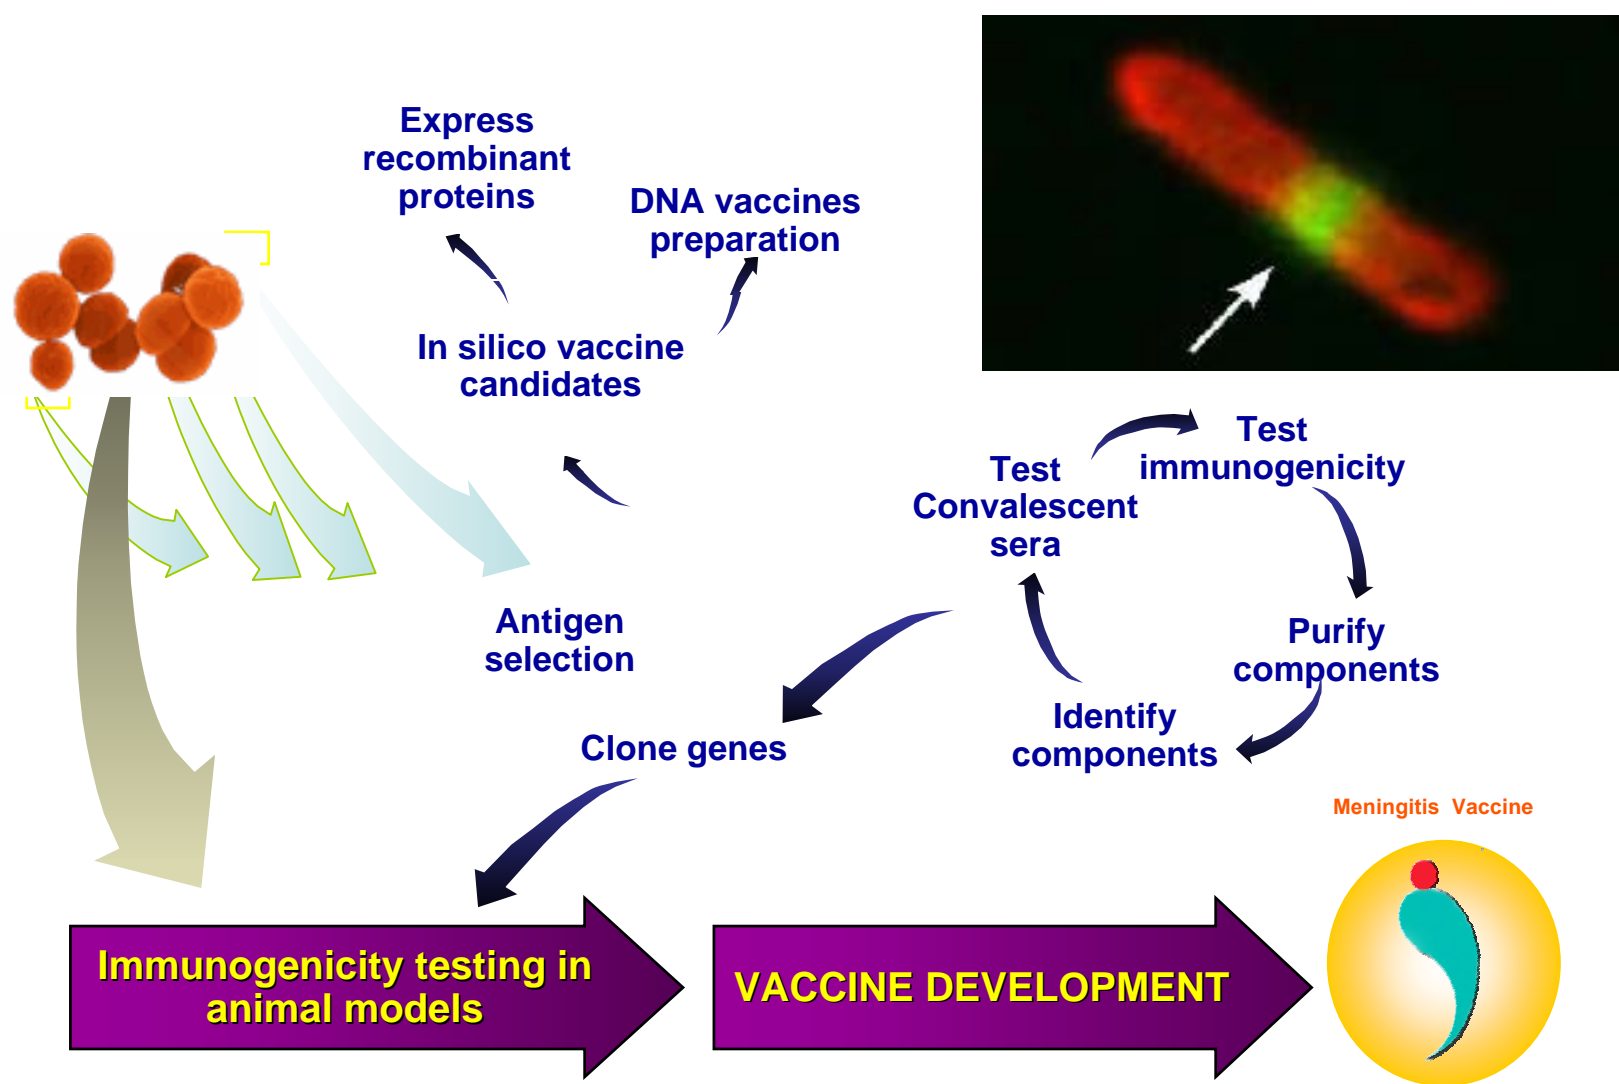 Express
recombinant
proteins
DNA vaccines
preparation
In silico vaccine
candidates
Test
immunogenicity
Test
Convalescent
sera
Antigen
selection
Purify
components
Identify
components
Clone genes
Meningitis Vaccine
Immunogenicity testing in
animal models
VACCINE DEVELOPMENT